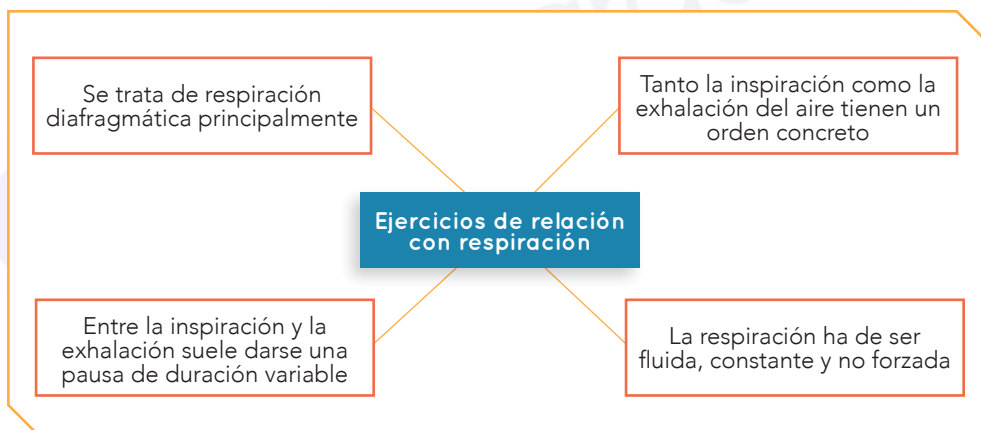 Se trata de respiración
diafragmática principalmente
Tanto la inspiración como la
exhalación del aire tienen un
orden concreto
Ejercicios de relación
con respiración
Entre la inspiración y la
exhalación suele darse una
pausa de duración variable
La respiración ha de ser
fluida, constante y no forzada